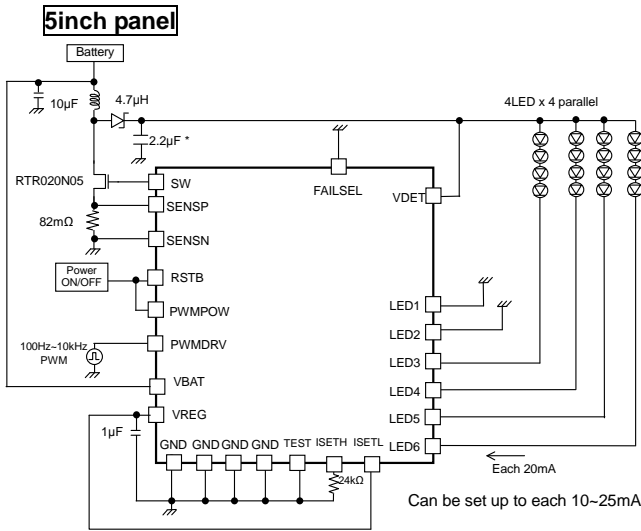 5inch panel
Battery
10µF
4.7µH
2.2µF *
4LED x 4 parallel
RTR020N05
82mΩ
SW
SENSP
SENSN
FAILSEL
VDET
Power
ON/OFF
RSTB
PWMPOW
LED1
LED2
100Hz~10kHz
PWM
PWMDRV
LED3
VBAT
LED4
VREG
LED5
1µF
GND GND GND GND TEST ISETH ISETL
LED6
24kΩ
Each 20mA
Can be set up to each 10~25mA